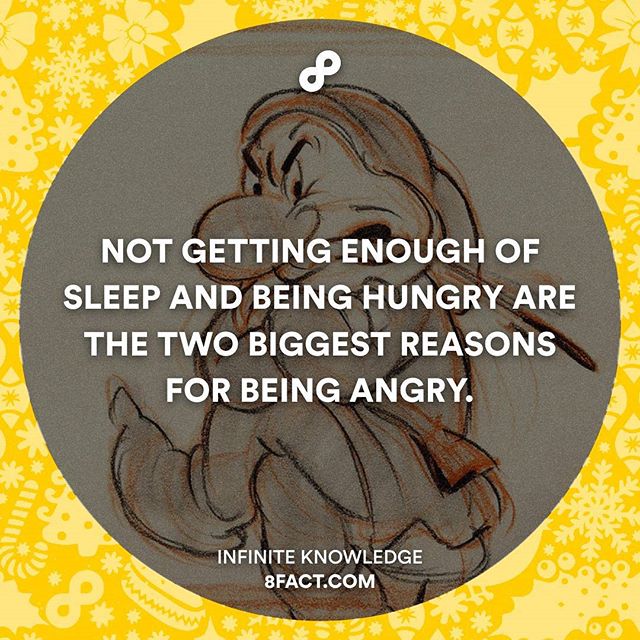 NOT GETTING ENOUGH OF
SLEEP AND BEING HUNGRY ARE
THE TWO BIGGEST REASONS
FOR BEING ANGRY.
INFINITE KNOWLEDGE
8FACT.COM